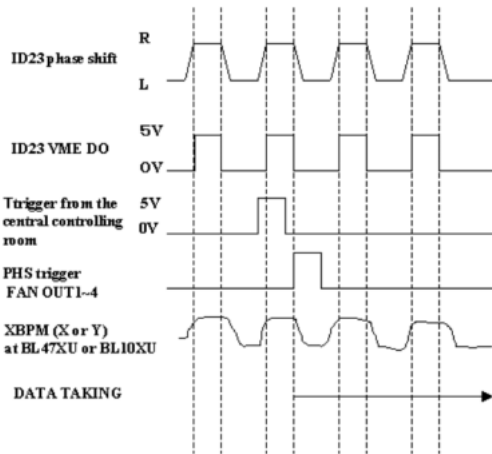 R
ID23 phase shift
L
5V
ID23 VME DO
0V
Ttrigger from the
5V
central controlling
0V
room
PHS trigger
FAN OUT1~4
XBPM (X or Y)
at BL47XU or BL10XU
DATA TAKING